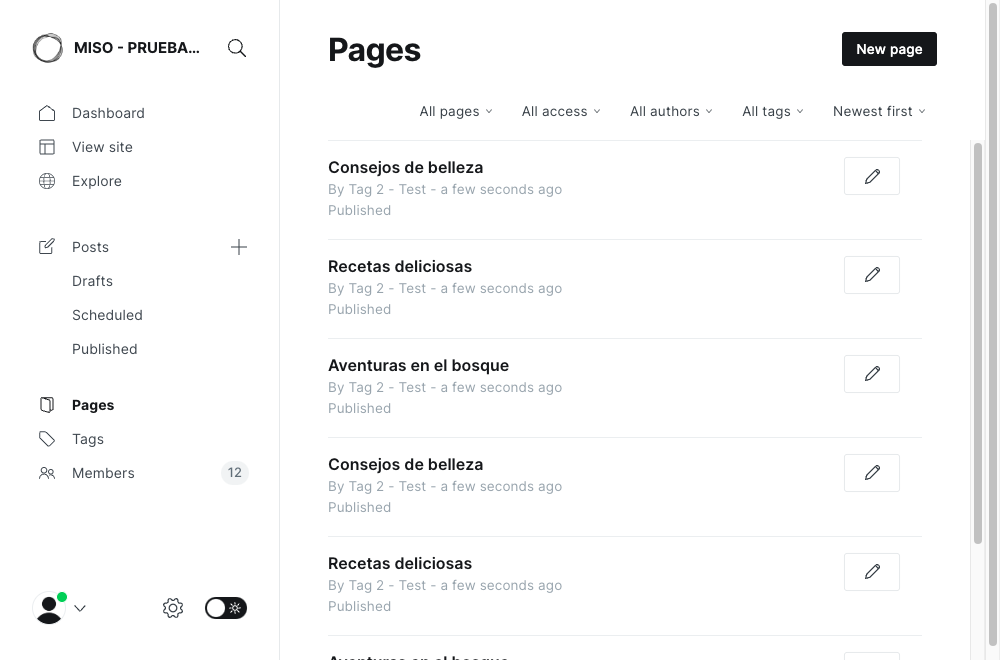 MISO - PRUEBA...
Dashboard
View site
Explore
Posts
Drafts
Scheduled
Published
Pages
Tags
Members
12
Pages
New page
All pages
All access
All authors
All tags
Newest first
Consejos de belleza
By Tag 2 - Test - a few seconds ago
Published
Recetas deliciosas
By Tag 2 - Test - a few seconds ago
Published
Aventuras en el bosque
By Tag 2 - Test - a few seconds ago
Published
Consejos de belleza
By Tag 2 - Test - a few seconds ago
Published
Recetas deliciosas
By Tag 2 - Test - a few seconds ago
Published